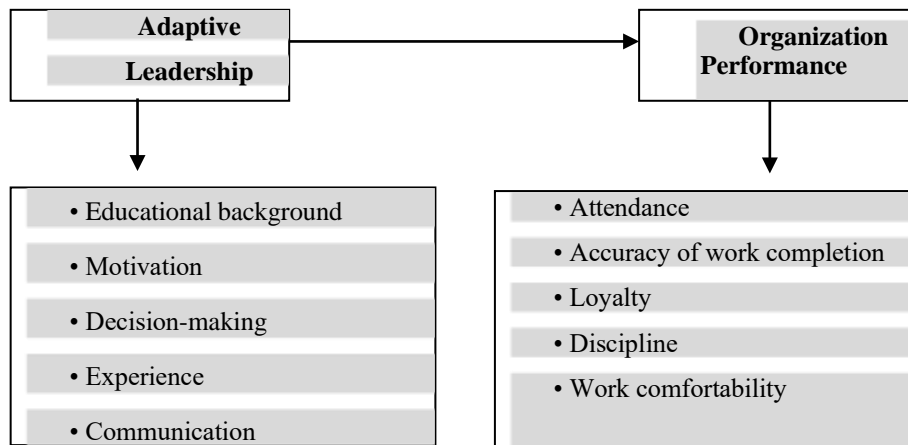 Adaptive
Leadership
Organization
Performance
• Educational background
• Motivation
• Decision-making
• Experience
• Communication
• Attendance
• Accuracy of work completion
• Loyalty
• Discipline
• Work comfortability